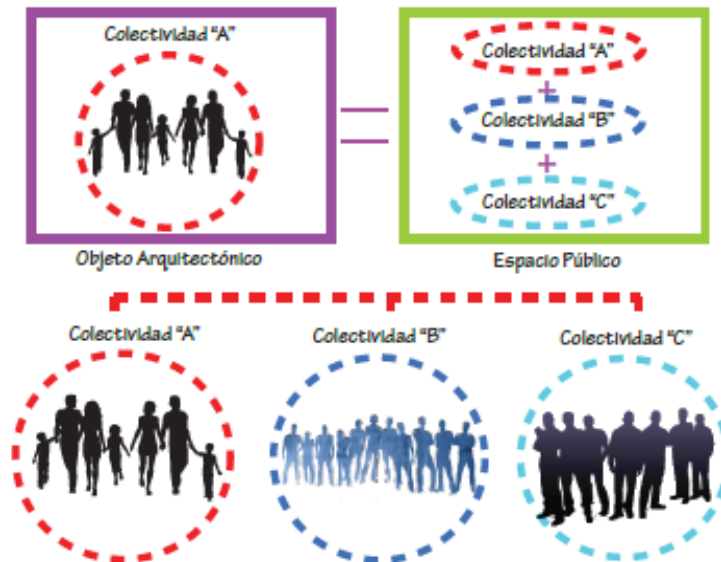 Colectividad "A"
Colectividad "A"
+
Colectividad "B"
+
Colectividad "C"
Objeto Arquitectónico
Espacio Público
Colectividad "A"
Colectividad "B"
Colectividad "C"